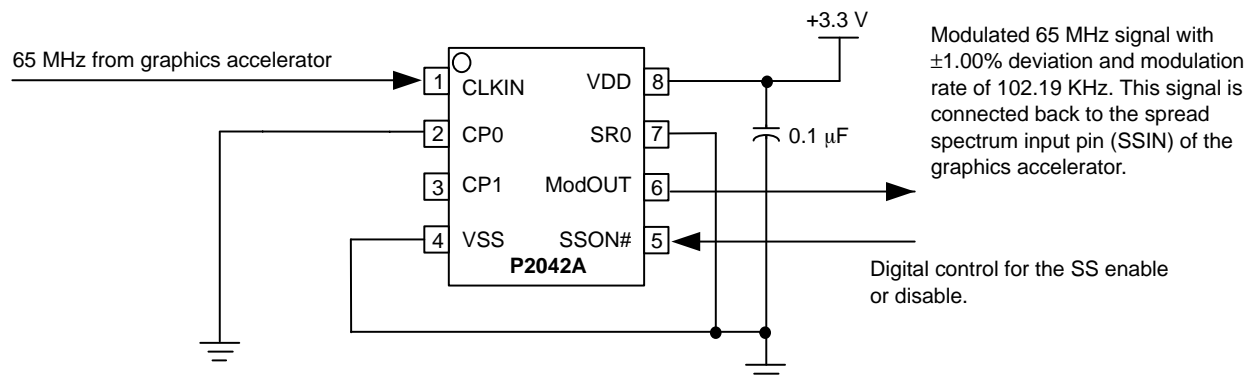 65 MHz from graphics accelerator
+3.3 V
Modulated 65 MHz signal with
±1.00% deviation and modulation
rate of 102.19 KHz. This signal is
connected back to the spread
spectrum input pin (SSIN) of the
graphics accelerator.
1 CLKIN VDD 8
2 CP0 SR0 7
0.1 μF
3 CP1 ModOUT 6
4 VSS SSON# 5
P2042A
Digital control for the SS enable
or disable.